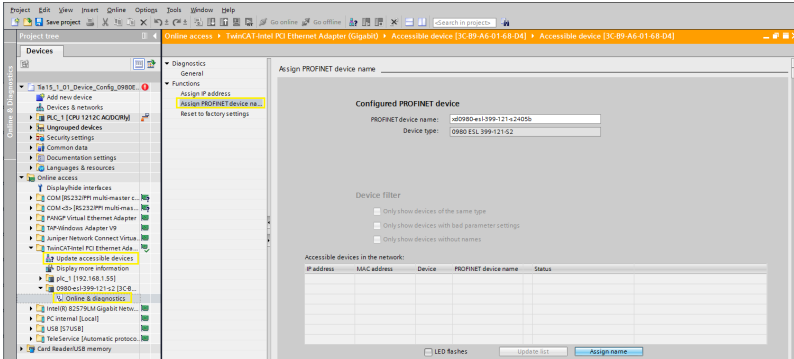 Project Edit View Insert Online Options Tools Window Help
Save project
Go online
Go offline
<Search in project>
Project tree
Online access ▸ TwinCAT-Intel PCI Ethernet Adapter (Gigabit) ▸ Accessible device [3C-B9-A6-01-68-D4] ▸ Accessible device [3C-B9-A6-01-68-D4]
Devices
Online & Diagnostics
Tia15_1_01_Device_Config_0980E...
Add new device
Devices & networks
PLC_1 [CPU 1212C AC/DC/Rly]
Ungrouped devices
Security settings
Common data
Documentation settings
Languages & resources
Online access
Display/hide interfaces
COM [RS232/PPI multi-master c...
COM <3> [RS232/PPI multi-mas...
PANGP Virtual Ethernet Adapter
TAP-Windows Adapter V9
Juniper Network Connect Virtua...
TwinCAT-Intel PCI Ethernet Ada...
Update accessible devices
Display more information
plc_1 [192.168.1.55]
0980-esl-399-121-s2 [3C-B...
Online & diagnostics
Intel(R) 82579LM Gigabit Netw...
PC internal [Local]
USB [S7USB]
TeleService [Automatic protoco...
Card Reader/USB memory
Diagnostics
General
Functions
Assign IP address
Assign PROFINET device na...
Reset to factory settings
Assign PROFINET device name
Configured PROFINET device
PROFINET device name: xd0980-esl-399-121-s2405b
Device type: 0980 ESL 399-121-S2
Device filter
Only show devices of the same type
Only show devices with bad parameter settings
Only show devices without names
Accessible devices in the network:
IP address MAC address Device PROFINET device name Status
LED flashes
Update list
Assign name